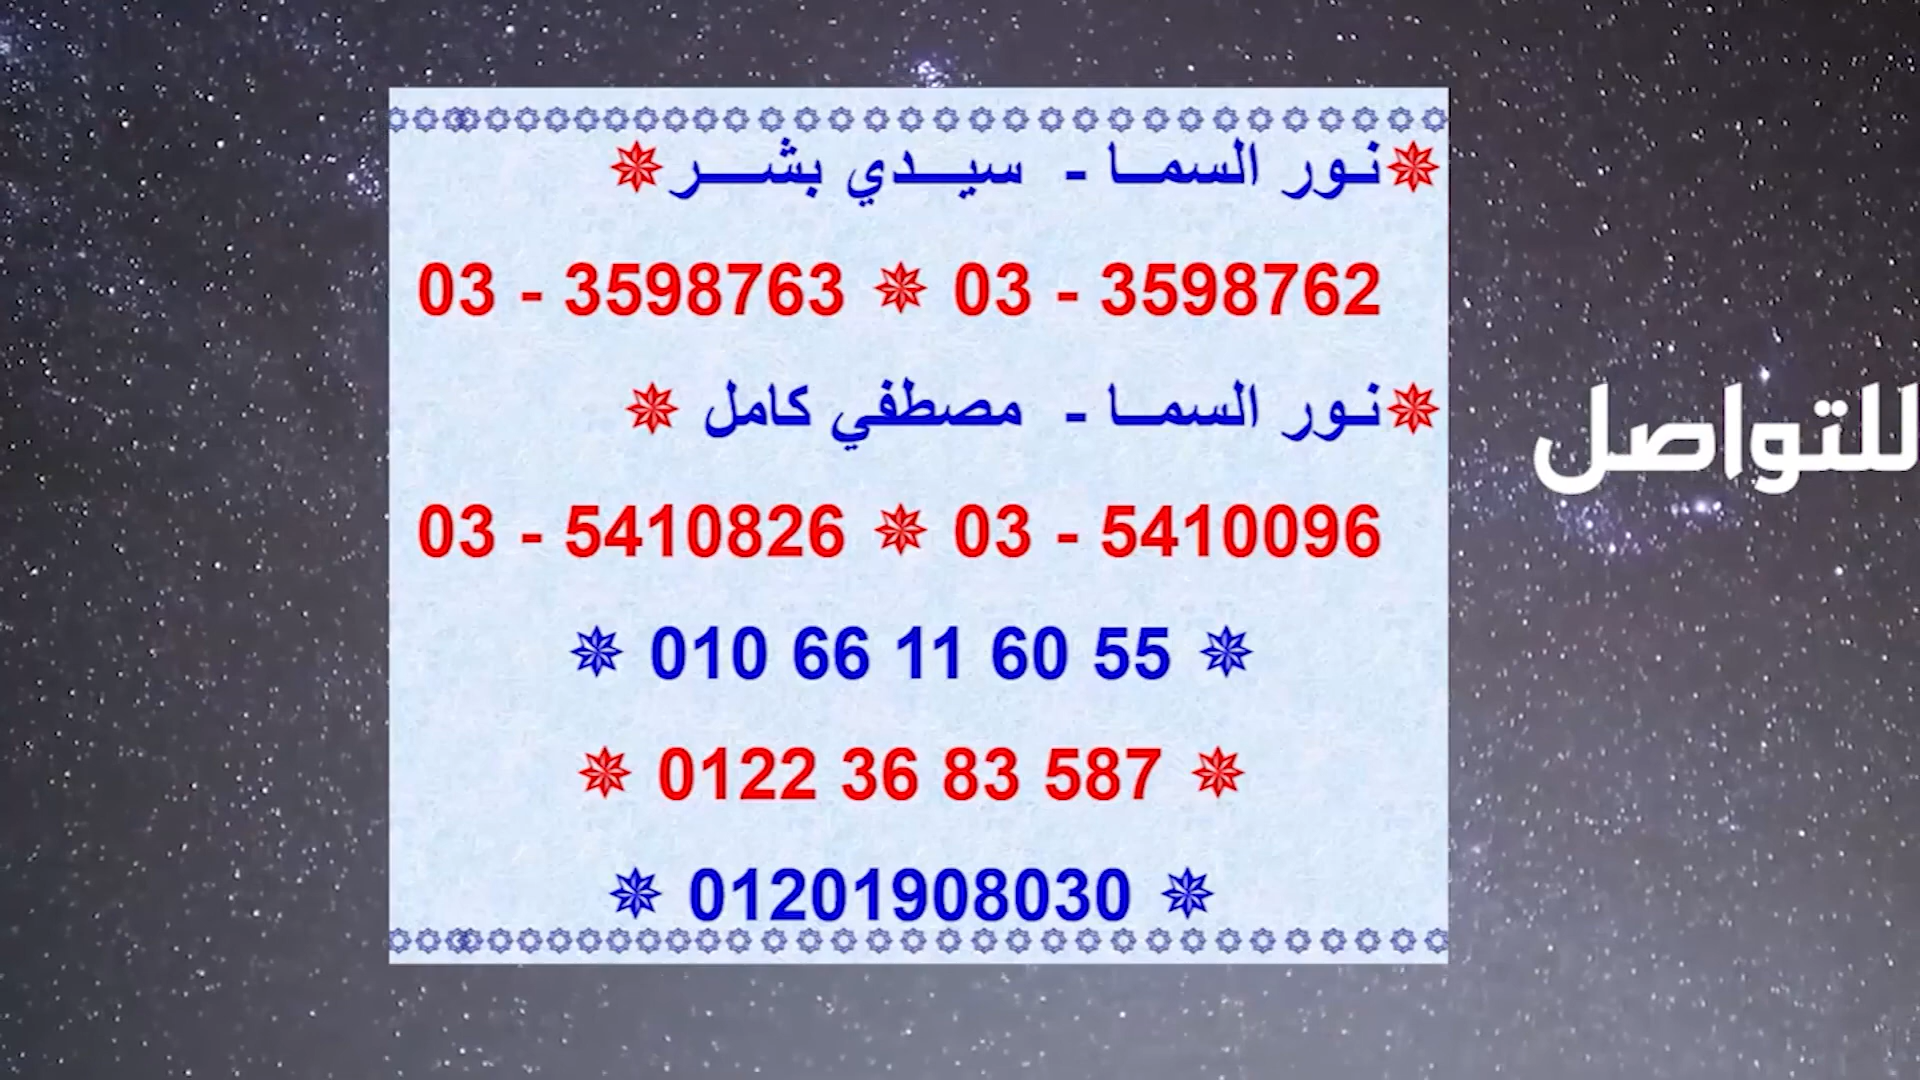 نور السما - سيدي بشر
03 - 3598763 03 - 3598762
نور السما - مصطفي كامل
03 - 5410826 03 - 5410096
010 66 11 60 55
0122 36 83 587
01201908030
للتواصل